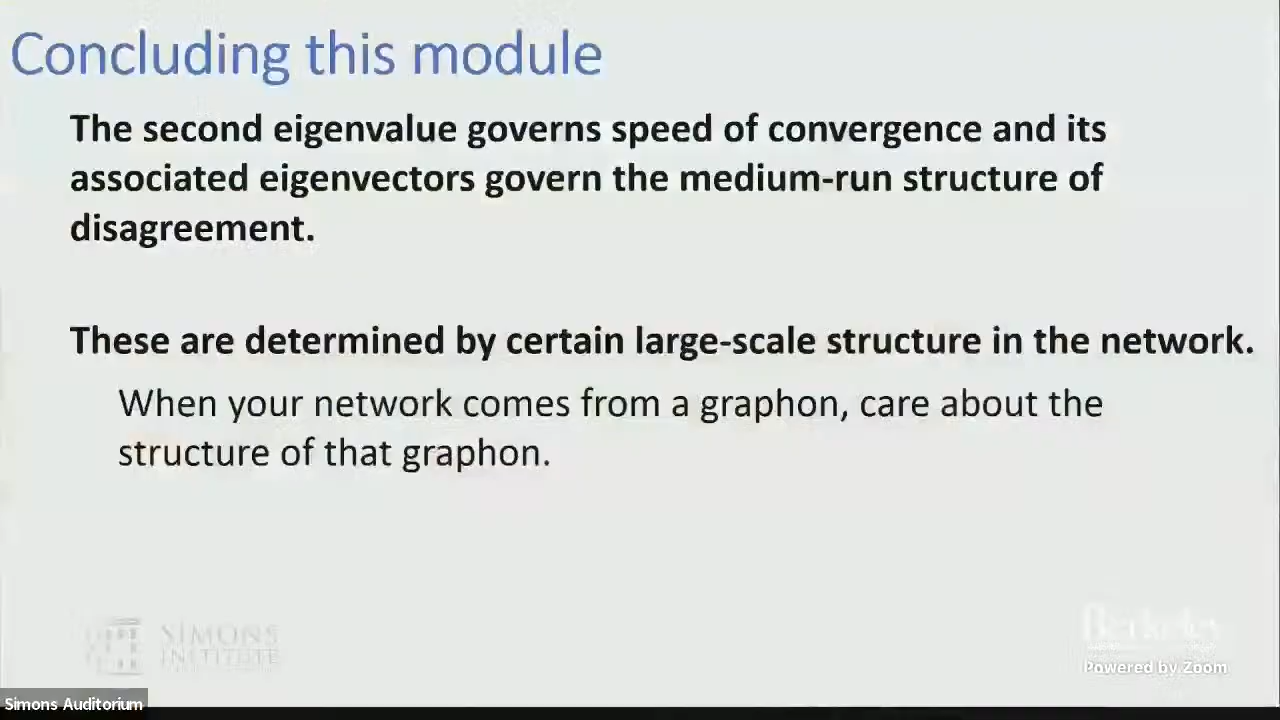 Concluding this module
The second eigenvalue governs speed of convergence and its
associated eigenvectors govern the medium-run structure of
disagreement.
These are determined by certain large-scale structure in the network.
When your network comes from a graphon, care about the
structure of that graphon.
SIMONS
INSTITUTE
Berkeley
Powered by Zoom
Simons Auditorium